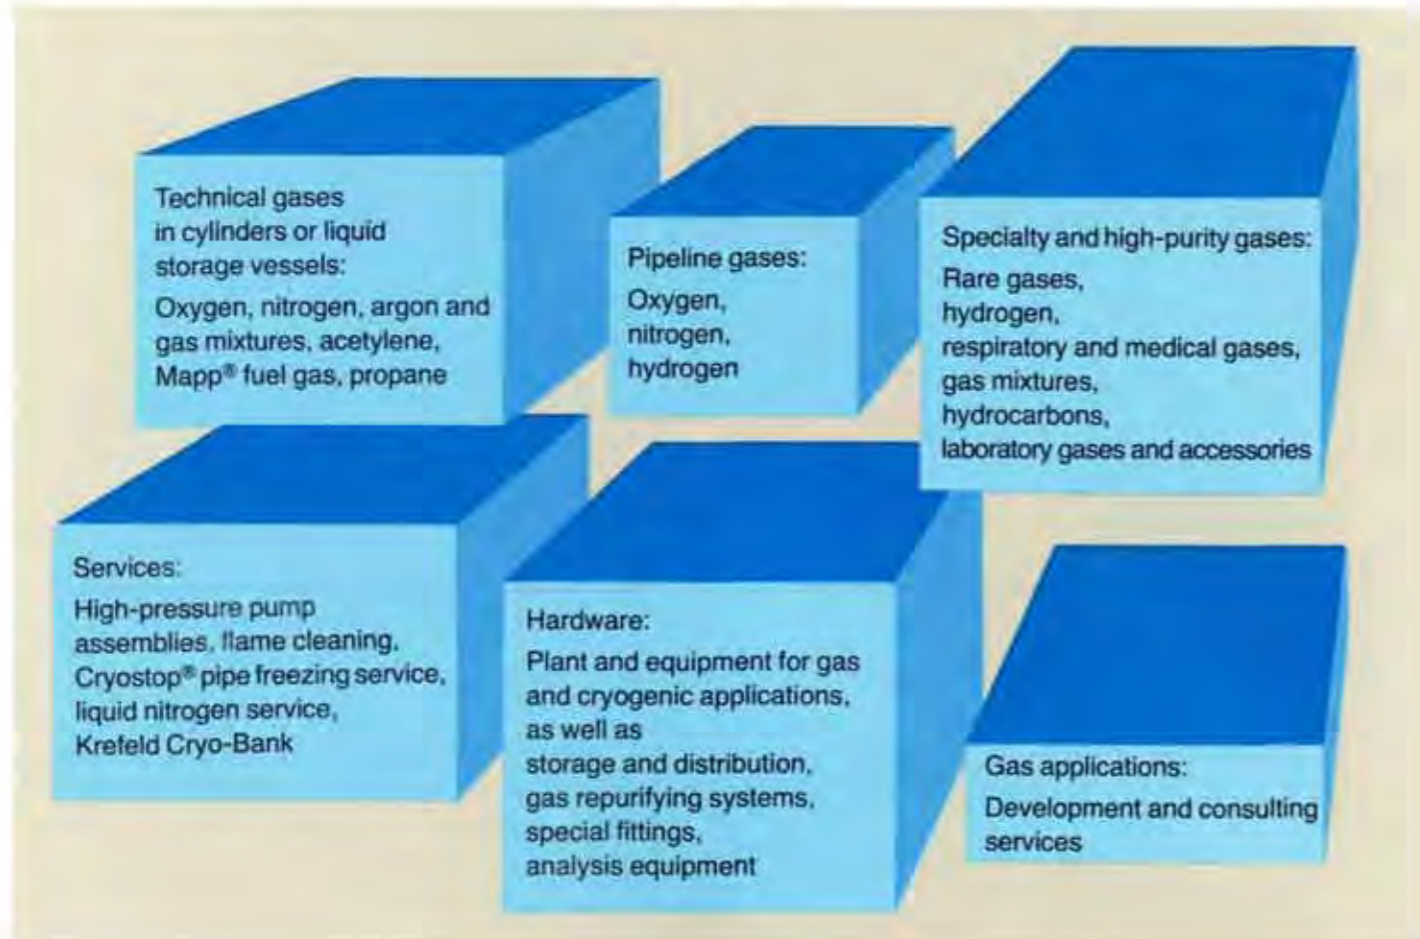 Technical gases
in cylinders or liquid
storage vessels:
Oxygen, nitrogen, argon and
gas mixtures, acetylene,
Mapp® fuel gas, propane
Pipeline gases:
Oxygen,
nitrogen,
hydrogen
Specialty and high-purity gases:
Rare gases,
hydrogen,
respiratory and medical gases,
gas mixtures,
hydrocarbons,
laboratory gases and accessories
Services:
High-pressure pump
assemblies, flame cleaning,
Cryostop® pipe freezing service,
liquid nitrogen service,
Krefeld Cryo-Bank
Hardware:
Plant and equipment for gas
and cryogenic applications,
as well as
storage and distribution,
gas repurifying systems,
special fittings,
analysis equipment
Gas applications:
Development and consulting
services